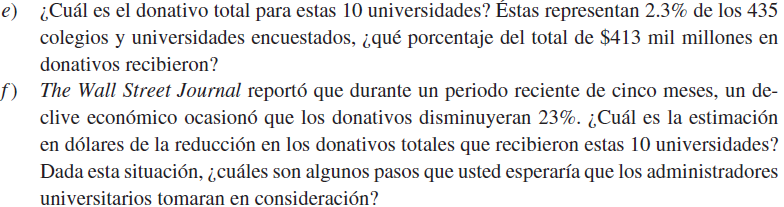 e) ¿Cuál es el donativo total para estas 10 universidades? Éstas representan 2.3% de los 435
colegios y universidades encuestados, ¿qué porcentaje del total de $413 mil millones en
donativos recibieron?
f) The Wall Street Journal reportó que durante un periodo reciente de cinco meses, un de-
clive económico ocasionó que los donativos disminuyeran 23%. ¿Cuál es la estimación
en dólares de la reducción en los donativos totales que recibieron estas 10 universidades?
Dada esta situación, ¿cuáles son algunos pasos que usted esperaría que los administradores
universitarios tomaran en consideración?